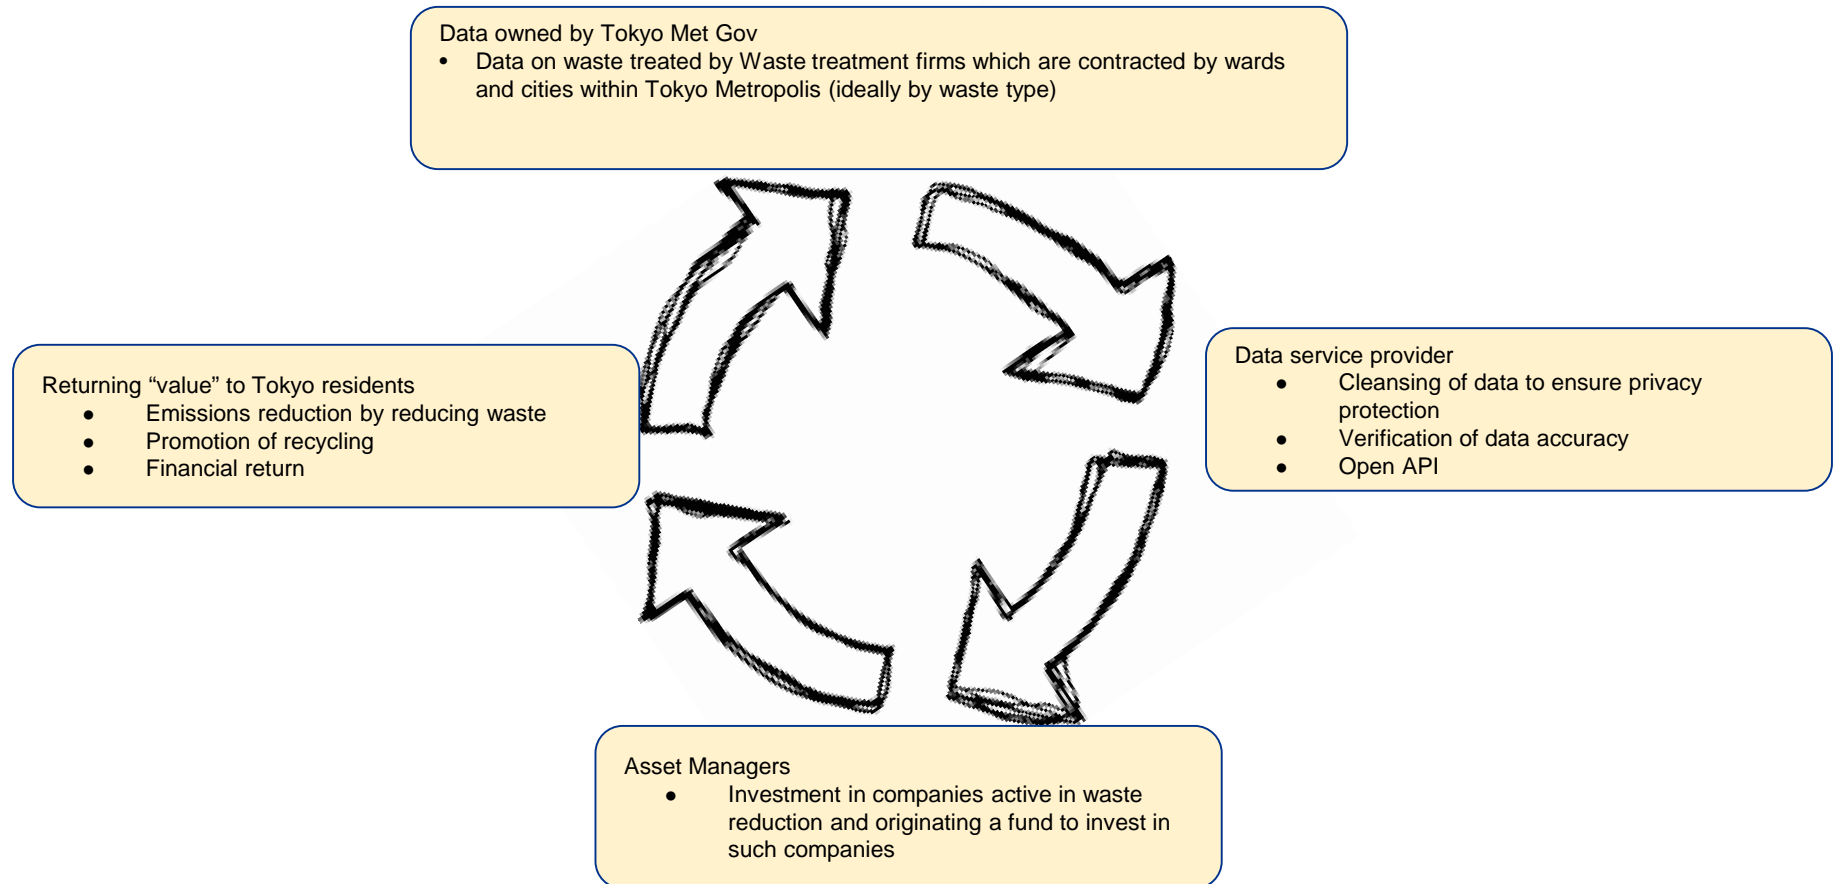 Data owned by Tokyo Met Gov
• Data on waste treated by Waste treatment firms which are contracted by wards
and cities within Tokyo Metropolis (ideally by waste type)
Returning “value” to Tokyo residents
● Emissions reduction by reducing waste
● Promotion of recycling
● Financial return
Data service provider
● Cleansing of data to ensure privacy
protection
● Verification of data accuracy
● Open API
Asset Managers
● Investment in companies active in waste
reduction and originating a fund to invest in
such companies